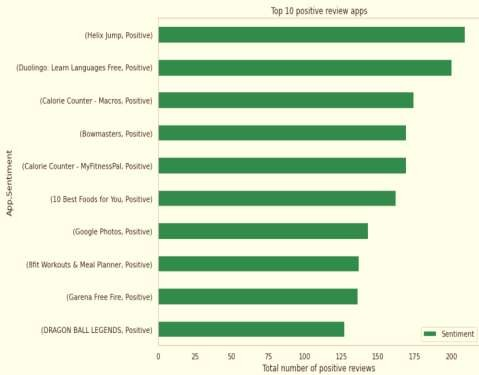 Top 10 positive review apps
(Helix Jump, Positive)
(Duolingo: Learn Languages Free, Positive)
(Calorie Counter - Macros, Positive)
(Bowmasters, Positive)
(Calorie Counter - MyFitnessPal, Positive)
(10 Best Foods for You, Positive)
(Google Photos, Positive)
(8fit Workouts & Meal Planner, Positive)
(Garena Free Fire, Positive)
(DRAGON BALL LEGENDS, Positive)
App,Sentiment
Sentiment
0 25 50 75 100 125 150 175 200
Total number of positive reviews